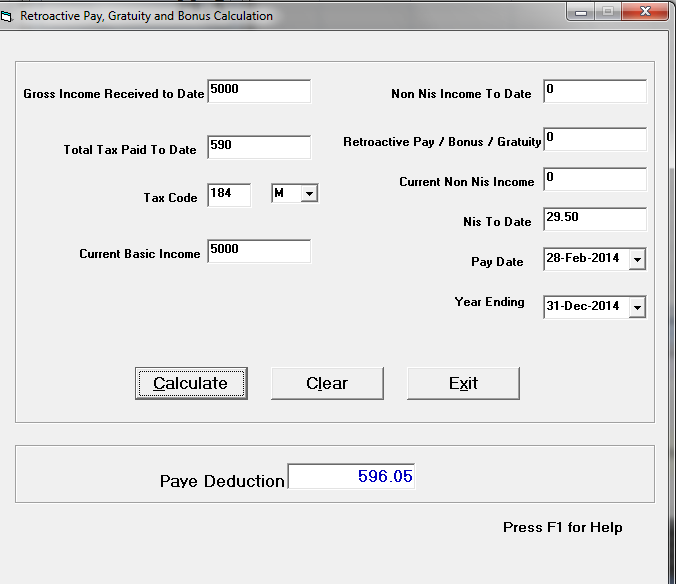 Retroactive Pay, Gratuity and Bonus Calculation
Gross Income Received to Date 5000
Non Nis Income To Date 0
Total Tax Paid To Date 590
Retroactive Pay / Bonus / Gratuity 0
Tax Code 184 M
Current Non Nis Income 0
Nis To Date 29.50
Current Basic Income 5000
Pay Date 28-Feb-2014
Year Ending 31-Dec-2014
Calculate Clear Exit
Paye Deduction 596.05
Press F1 for Help